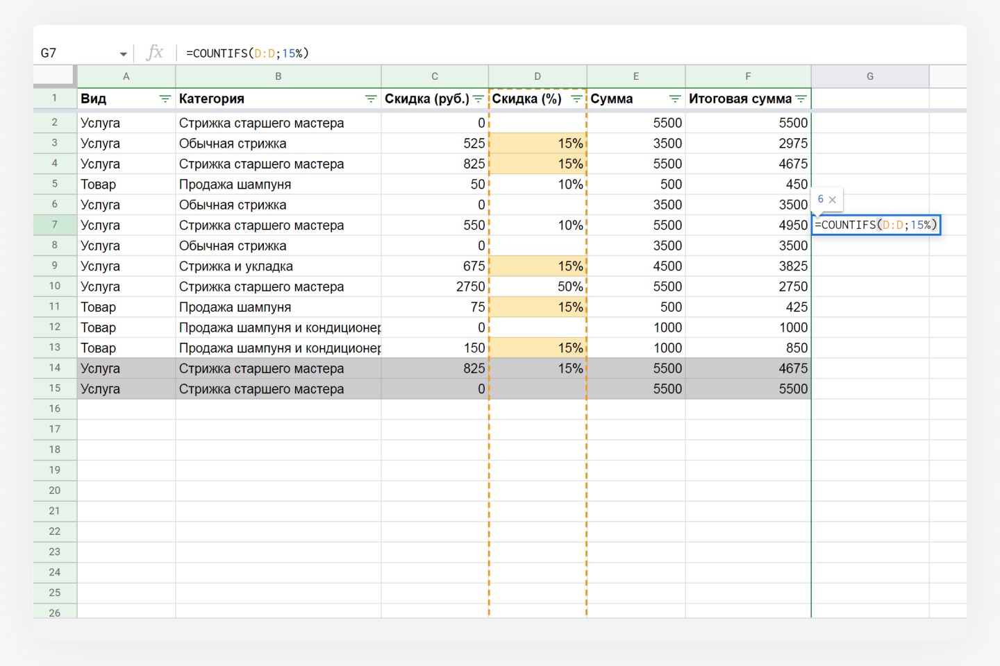 G7 fx =COUNTIFS(D:D;15%)
A B C D E F G
1 Вид Категория Скидка (руб.) Скидка (%) Сумма Итоговая сумма
2 Услуга Стрижка старшего мастера 0 5500 5500
3 Услуга Обычная стрижка 525 15% 3500 2975
4 Услуга Стрижка старшего мастера 825 15% 5500 4675
5 Товар Продажа шампуня 50 10% 500 450
6 Услуга Обычная стрижка 0 3500 3500 6 ×
7 Услуга Стрижка старшего мастера 550 10% 5500 4950 =COUNTIFS(D:D;15%)
8 Услуга Обычная стрижка 0 3500 3500
9 Услуга Стрижка и укладка 675 15% 4500 3825
10 Услуга Стрижка старшего мастера 2750 50% 5500 2750
11 Товар Продажа шампуня 75 15% 500 425
12 Товар Продажа шампуня и кондиционер 0 1000 1000
13 Товар Продажа шампуня и кондиционер 150 15% 1000 850
14 Услуга Стрижка старшего мастера 825 15% 5500 4675
15 Услуга Стрижка старшего мастера 0 5500 5500
16
17
18
19
20
21
22
23
24
25
26